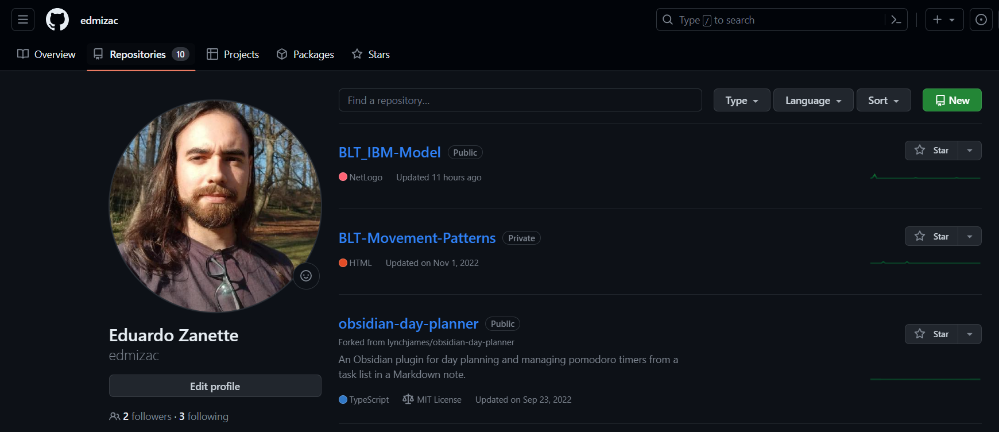 edmizac
Type / to search
Overview
Repositories 10
Projects
Packages
Stars
Find a repository...
Type
Language
Sort
New
BLT_IBM-Model Public
Star
NetLogo Updated 11 hours ago
BLT-Movement-Patterns Private
Star
HTML Updated on Nov 1, 2022
obsidian-day-planner Public
Star
Forked from lynchjames/obsidian-day-planner
An Obsidian plugin for day planning and managing pomodoro timers from a
task list in a Markdown note.
TypeScript MIT License Updated on Sep 23, 2022
Eduardo Zanette
edmizac
Edit profile
2 followers · 3 following